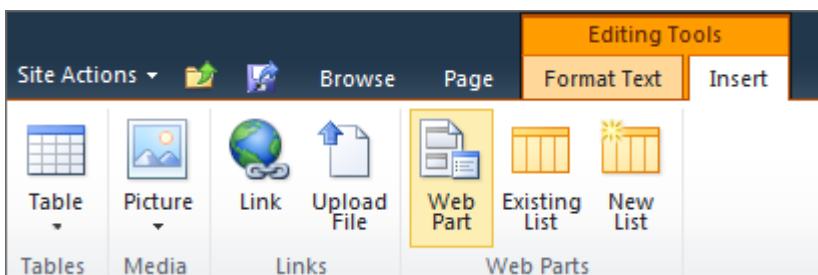 Editing Tools
Site Actions Browse Page Format Text Insert
Table Picture Link Upload File Web Part Existing List New List
Tables Media Links Web Parts